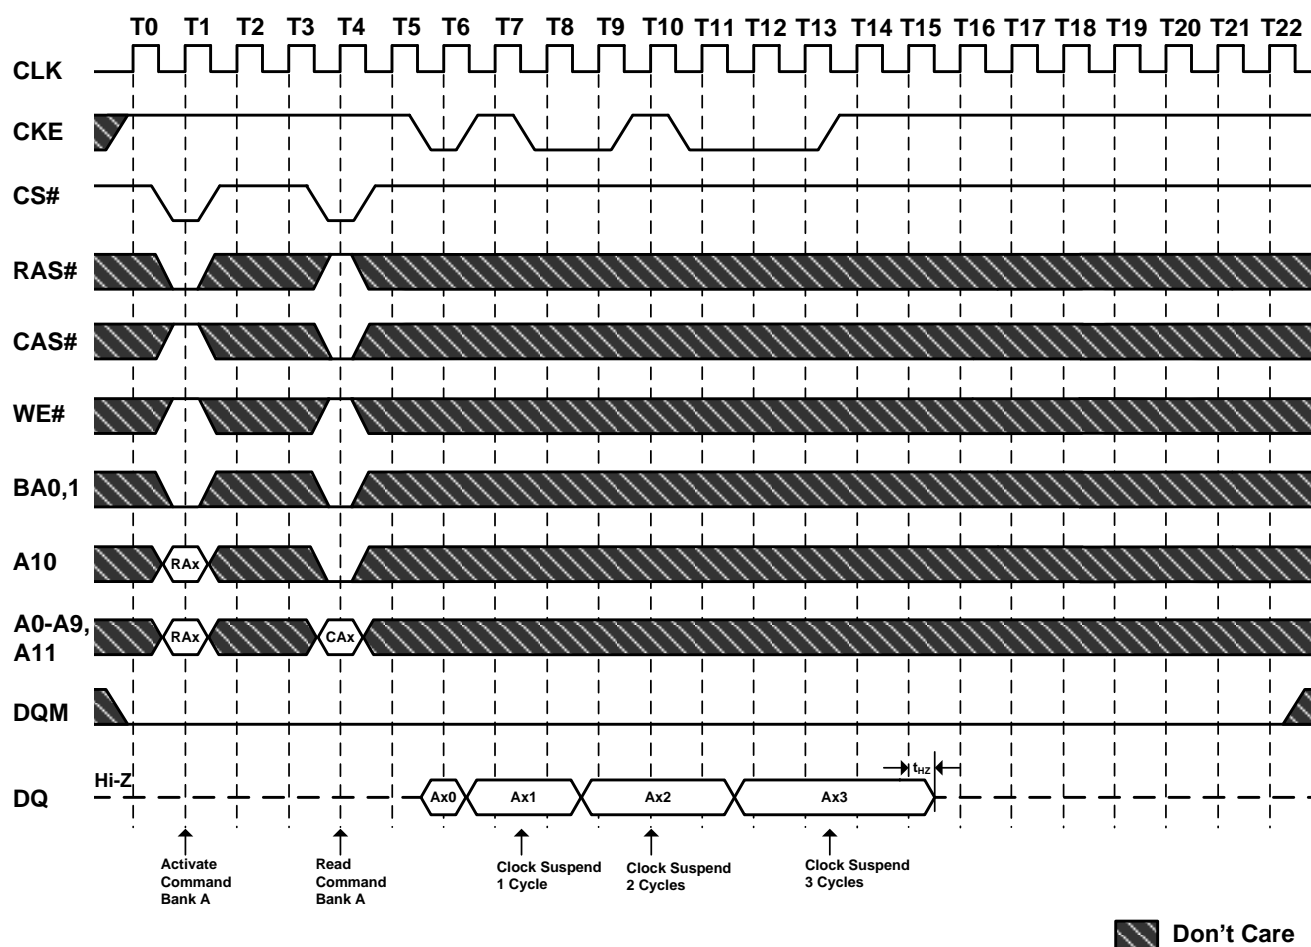 T0 T1 T2 T3 T4 T5 T6 T7 T8 T9 T10 T11 T12 T13 T14 T15 T16 T17 T18 T19 T20 T21 T22
CLK
CKE
CS#
RAS#
CAS#
WE#
BA0,1
A10 RAx
A0-A9,
A11
RAx CAx
DQM
Hi-Z
tHZ
DQ Ax0 Ax1 Ax2 Ax3
Activate
Command
Bank A
Read
Command
Bank A
Clock Suspend
1 Cycle
Clock Suspend
2 Cycles
Clock Suspend
3 Cycles
Don't Care